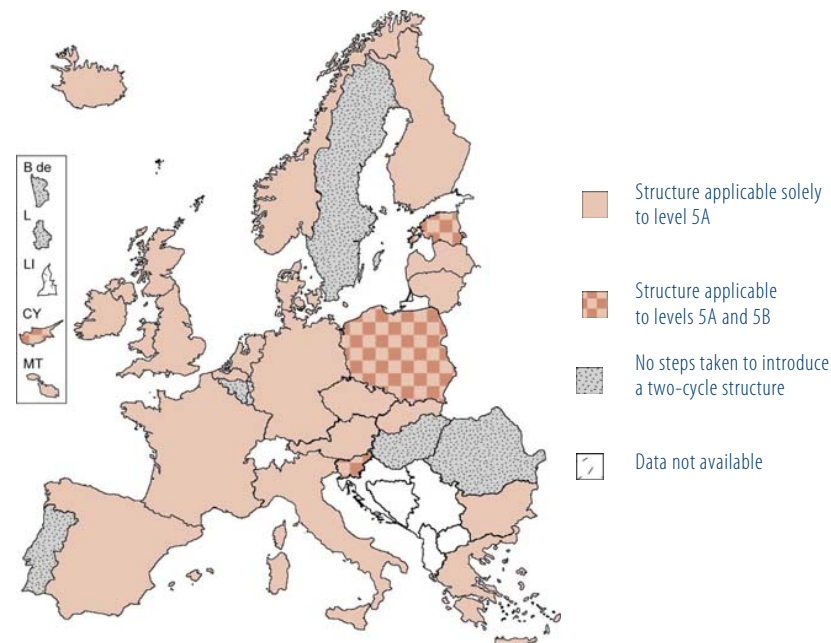 B de
L
LI
CY
MT
Structure applicable solely
to level 5A
Structure applicable
to levels 5A and 5B
No steps taken to introduce
a two-cycle structure
Data not available